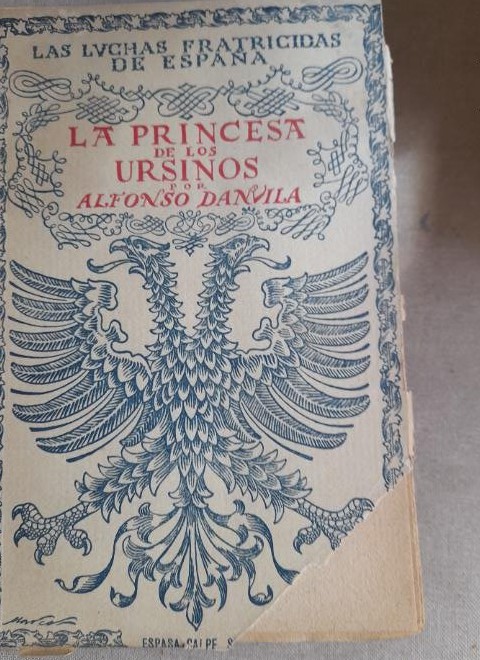 LAS LVCHAS FRATRICIDAS
DE ESPAÑA
LA PRINCESA
DE LOS
URSINOS
POR
ALFONSO DANVILA
ESPASA-CALPE S